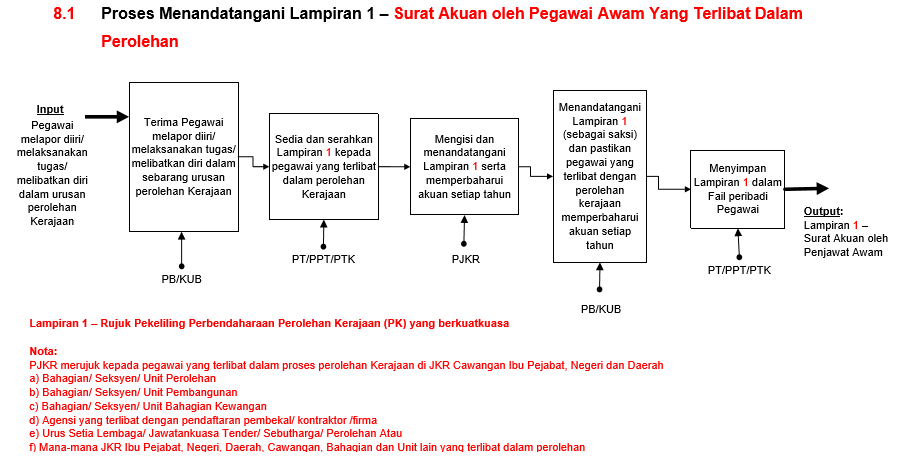 8.1 Proses Menandatangani Lampiran 1 – Surat Akuan oleh Pegawai Awam Yang Terlibat Dalam
Perolehan
Input
Pegawai
melapor diiri/
melaksanakan
tugas/
melibatkan diri
dalam urusan
perolehan
Kerajaan
Terima Pegawai
melapor diiri/
melaksanakan tugas/
melibatkan diri dalam
sebarang urusan
perolehan Kerajaan
PB/KUB
Sedia dan serahkan
Lampiran 1 kepada
pegawai yang terlibat
dalam perolehan
Kerajaan
PT/PPT/PTK
Mengisi dan
menandatangani
Lampiran 1 serta
memperbaharui
akuan setiap tahun
PJKR
Menandatangani
Lampiran 1
(sebagai saksi)
dan pastikan
pegawai yang
terlibat dengan
perolehan
kerajaan
memperbaharui
akuan setiap
tahun
PB/KUB
Menyimpan
Lampiran 1 dalam
Fail peribadi
Pegawai
PT/PPT/PTK
Output:
Lampiran 1 –
Surat Akuan oleh
Penjawat Awam
Lampiran 1 – Rujuk Pekeliling Perbendaharaan Perolehan Kerajaan (PK) yang berkuatkuasa
Nota:
PJKR merujuk kepada pegawai yang terlibat dalam proses perolehan Kerajaan di JKR Cawangan Ibu Pejabat, Negeri dan Daerah
a) Bahagian/ Seksyen/ Unit Perolehan
b) Bahagian/ Seksyen/ Unit Pembangunan
c) Bahagian/ Seksyen/ Unit Bahagian Kewangan
d) Agensi yang terlibat dengan pendaftaran pembekal/ kontraktor /firma
e) Urus Setia Lembaga/ Jawatankuasa Tender/ Sebutharga/ Perolehan Atau
f) Mana-mana JKR Ibu Pejabat, Negeri, Daerah, Cawangan, Bahagian dan Unit lain yang terlibat dalam perolehan